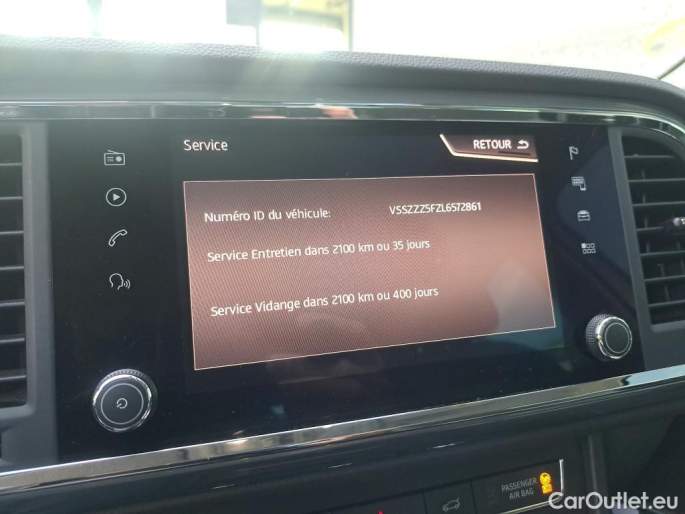 Service
RETOUR
Numéro ID du véhicule: VSSZZZ5FZL6572861
Service Entretien dans 2100 km ou 35 jours
Service Vidange dans 2100 km ou 400 jours
PASSENGER
AIR BAG
CarOutlet.eu